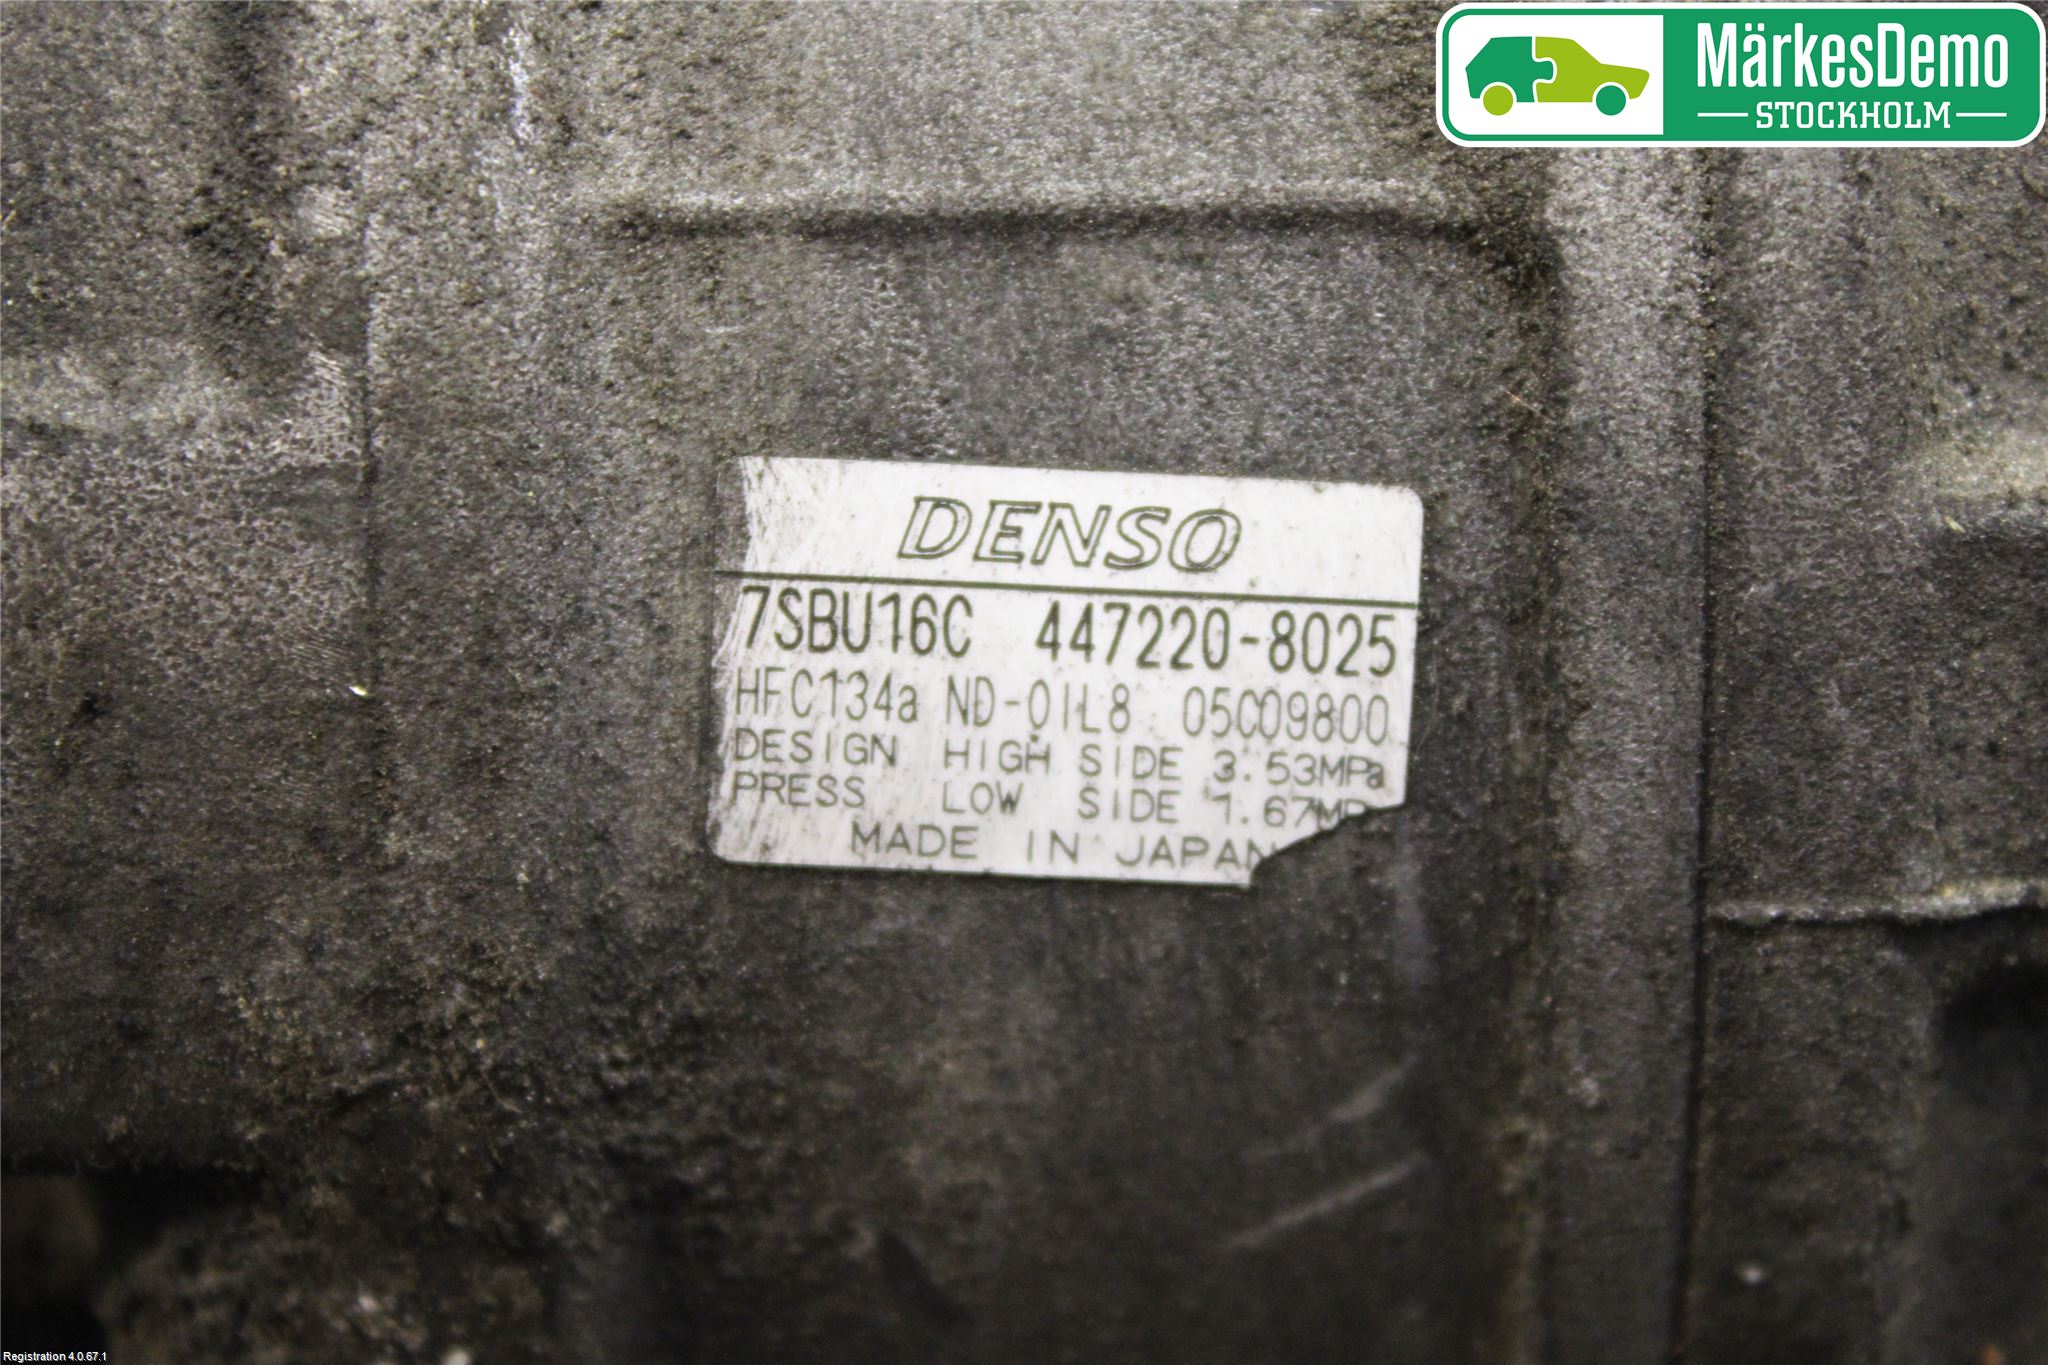 MärkesDemo
STOCKHOLM
DENSO
7SBU16C 447220-8025
HFC134a ND-OIL8 05C09800
DESIGN HIGH SIDE 3.53MPa
PRESS LOW SIDE 1.67MP
MADE IN JAPAN
Registration 4.0.67.1